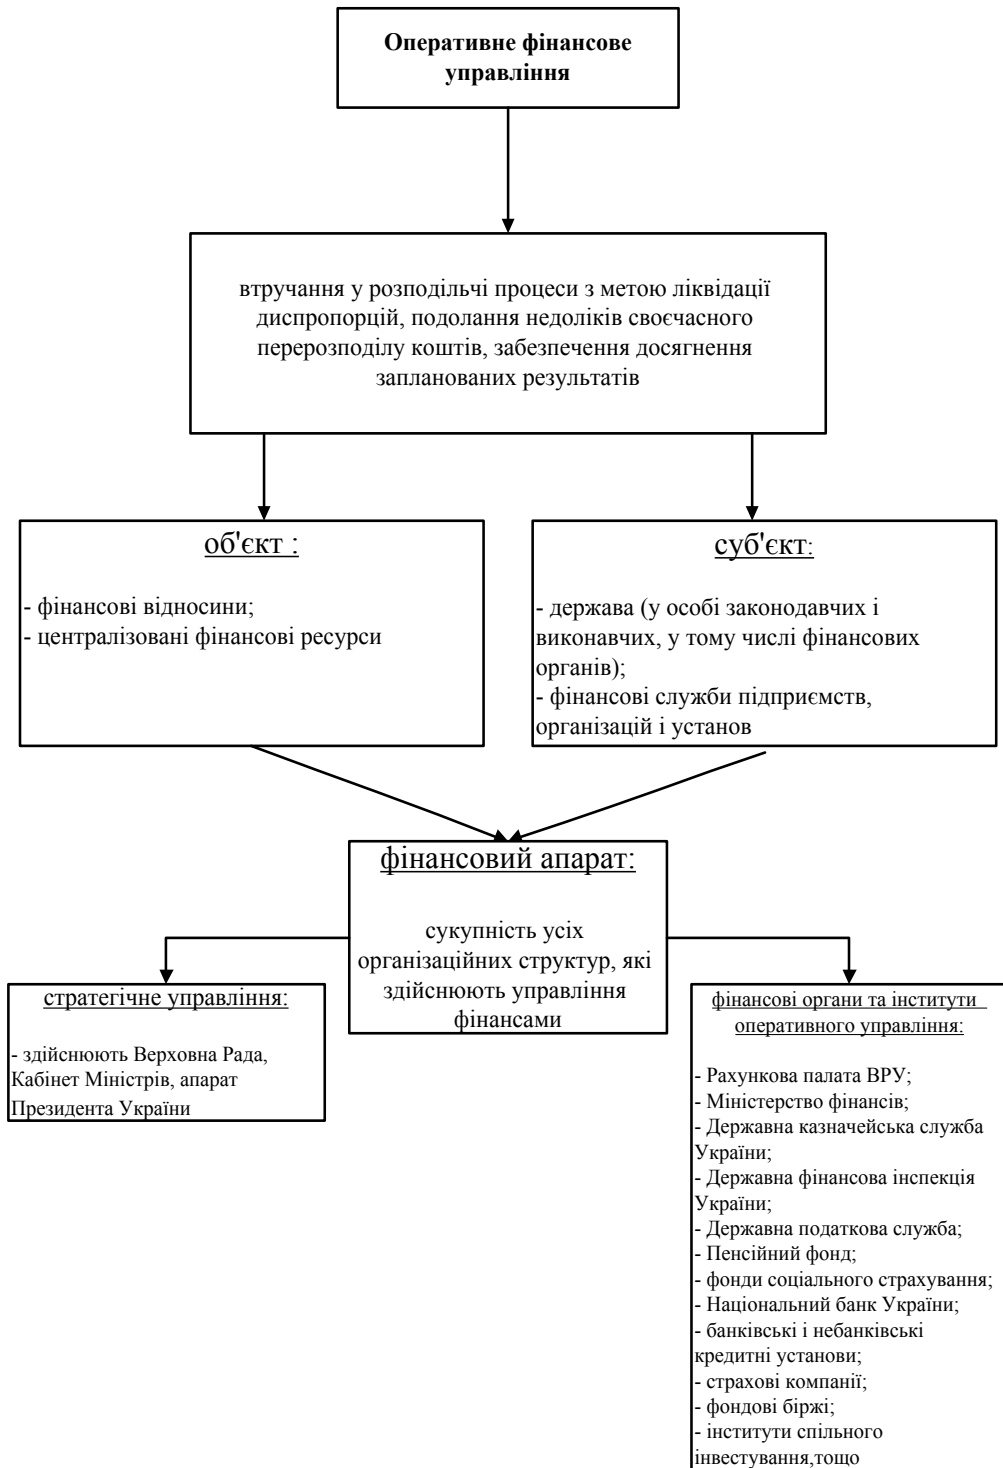 Оперативне фінансове
управління
втручання у розподільчі процеси з метою ліквідації
диспропорцій, подолання недоліків своєчасного
перерозподілу коштів, забезпечення досягнення
запланованих результатів
об'єкт :
- фінансові відносини;
- централізовані фінансові ресурси
суб'єкт:
- держава (у особі законодавчих і
виконавчих, у тому числі фінансових
органів);
- фінансові служби підприємств,
організацій і установ
фінансовий апарат:
сукупність усіх
організаційних структур, які
здійснюють управління
фінансами
стратегічне управління:
- здійснюють Верховна Рада,
Кабінет Міністрів, апарат
Президента України
фінансові органи та інститути
оперативного управління:
- Рахункова палата ВРУ;
- Міністерство фінансів;
- Державна казначейська служба
України;
- Державна фінансова інспекція
України;
- Державна податкова служба;
- Пенсійний фонд;
- фонди соціального страхування;
- Національний банк України;
- банківські і небанківські
кредитні установи;
- страхові компанії;
- фондові біржі;
- інститути спільного
інвестування,тощо